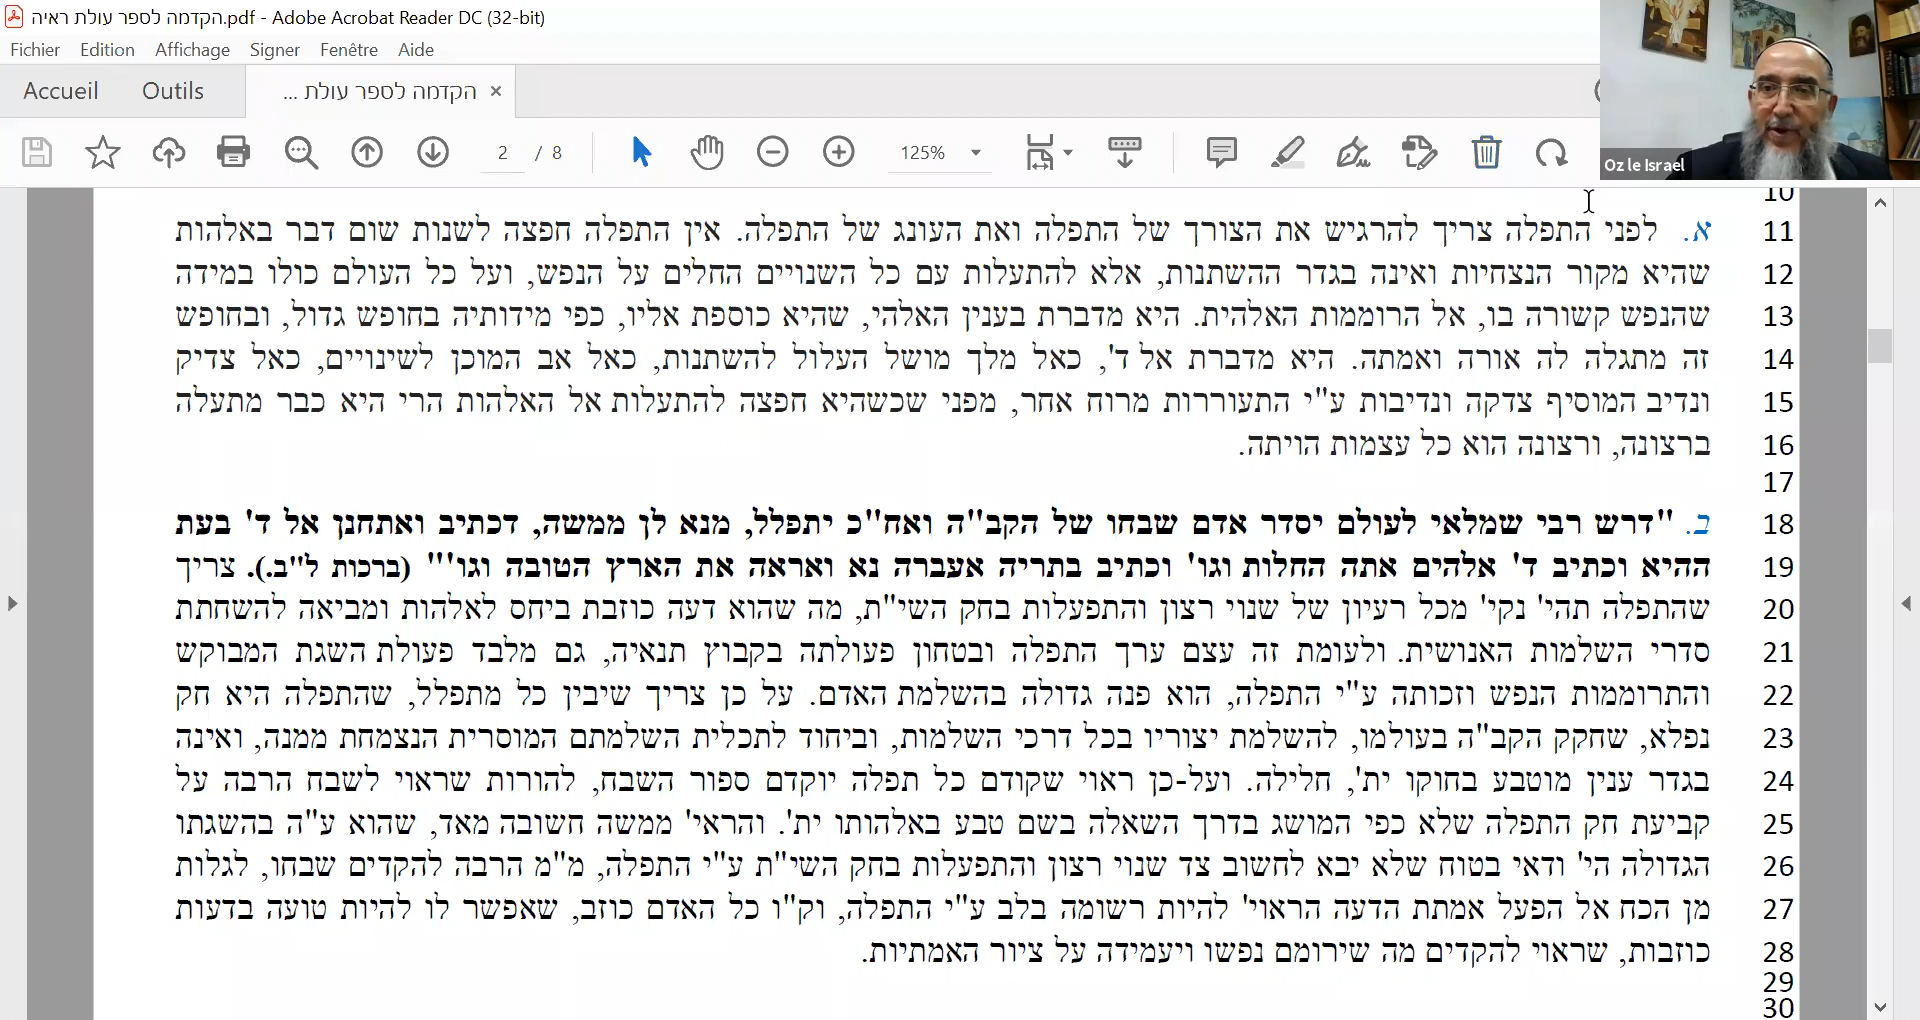 הקדמה לספר עולת ראיה.pdf - Adobe Acrobat Reader DC (32-bit)
Fichier Edition Affichage Signer Fenêtre Aide
Accueil Outils הקדמה לספר עולת ... ×
2 / 8 125%
Oz le Israel
10
11 א. לפני התפלה צריך להרגיש את הצורך של התפלה ואת העונג של התפלה. אין התפלה חפצה לשנות שום דבר באלהות
12 שהיא מקור הנצחיות ואינה בגדר ההשתנות, אלא להתעלות עם כל השנויים החלים על הנפש, ועל כל העולם כולו במידה
13 שהנפש קשורה בו, אל הרוממות האלהית. היא מדברת בענין האלהי, שהיא כוספת אליו, כפי מידותיה בחופש גדול, ובחופש
14 זה מתגלה לה אורה ואמתה. היא מדברת אל ד', כאל מלך מושל העלול להשתנות, כאל אב המוכן לשינויים, כאל צדיק
15 ונדיב המוסיף צדקה ונדיבות ע"י התעוררות מרוח אחר, מפני שכשהיא חפצה להתעלות אל האלהות הרי היא כבר מתעלה
16 ברצונה, ורצונה הוא כל עצמות הויתה.
17
18 ב. "דרש רבי שמלאי לעולם יסדר אדם שבחו של הקב"ה ואח"כ יתפלל, מנא לן ממשה, דכתיב ואתחנן אל ד' בעת
19 ההיא וכתיב ד' אלהים אתה החלות וגו' וכתיב בתריה אעברה נא ואראה את הארץ הטובה וגו'" (ברכות ל"ב.). צריך
20 שהתפלה תהי' נקי' מכל רעיון של שנוי רצון והתפעלות בחק השי"ת, מה שהוא דעה כוזבת ביחס לאלהות ומביאה להשחתת
21 סדרי השלמות האנושית. ולעומת זה עצם ערך התפלה ובטחון פעולתה בקבוץ תנאיה, גם מלבד פעולת השגת המבוקש
22 והתרוממות הנפש וזכותה ע"י התפלה, הוא פנה גדולה בהשלמת האדם. על כן צריך שיבין כל מתפלל, שהתפלה היא חק
23 נפלא, שחקק הקב"ה בעולמו, להשלמת יצוריו בכל דרכי השלמות, וביחוד לתכלית השלמתם המוסרית הנצמחת ממנה, ואינה
24 בגדר ענין מוטבע בחוקו ית', חלילה. ועל-כן ראוי שקודם כל תפלה יוקדם ספור השבח, להורות שראוי לשבח הרבה על
25 קביעת חק התפלה שלא כפי המושג בדרך השאלה בשם טבע באלהותו ית'. והראי' ממשה חשובה מאד, שהוא ע"ה בהשגתו
26 הגדולה הי' ודאי בטוח שלא יבא לחשוב צד שנוי רצון והתפעלות בחק השי"ת ע"י התפלה, מ"מ הרבה להקדים שבחו, לגלות
27 מן הכח אל הפעל אמתת הדעה הראוי' להיות רשומה בלב ע"י התפלה, וק"ו כל האדם כוזב, שאפשר לו להיות טועה בדעות
28 כוזבות, שראוי להקדים מה שירומם נפשו ויעמידה על ציור האמתיות.
29
30